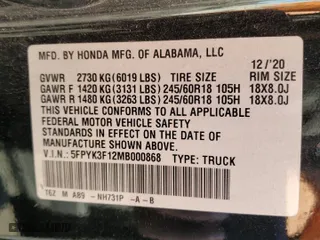 MFD. BY HONDA MFG. OF ALABAMA, LLC
12/'20
GVWR 2730 KG(6019 LBS) TIRE SIZE RIM SIZE
GAWR F 1420 KG(3131 LBS)245/60R18 105H 18X8.0J
GAWR R 1480 KG(3263 LBS)245/60R18 105H 18X8.0J
THIS VEHICLE CONFORMS TO ALL APPLICABLE
FEDERAL MOTOR VEHICLE SAFETY STANDARDS
IN EFFECT ON THE DATE OF
MANUFACTURE SHOWN ABOVE.
V.I.N.: 5FPYK3F12MB000868 TYPE: TRUCK
T6Z M AB9 -NH731P -A-B